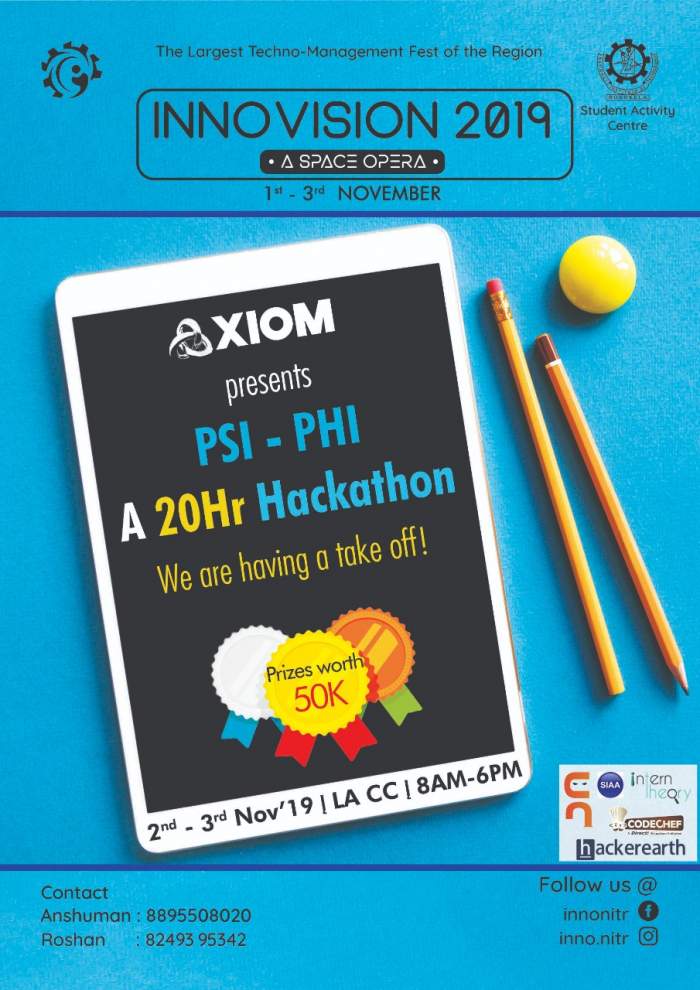 The Largest Techno-Management Fest of the Region
INNOVISION 2019
• A SPACE OPERA •
1st - 3rd NOVEMBER
ROURKELA
Student Activity
Centre
AXIOM
presents
PSI - PHI
A 20Hr Hackathon
We are having a take off!
Prizes worth
50K
2nd - 3rd Nov'19 | LA CC | 8AM-6PM
SIAA
intern
Theory
CODECHEF
hackerearth
Contact
Anshuman : 8895508020
Roshan : 82493 95342
Follow us @
innonitr
inno.nitr